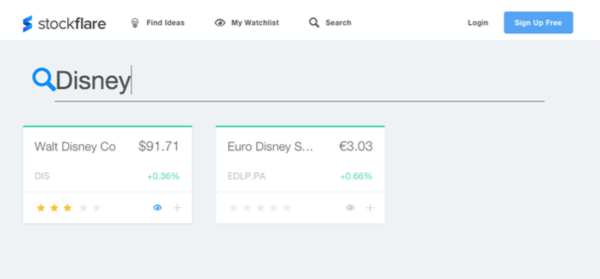 stockflare
Find Ideas
My Watchlist
Search
Login
Sign Up Free
Disney
Walt Disney Co $91.71
DIS +0.36%
Euro Disney S... €3.03
EDLP.PA +0.66%